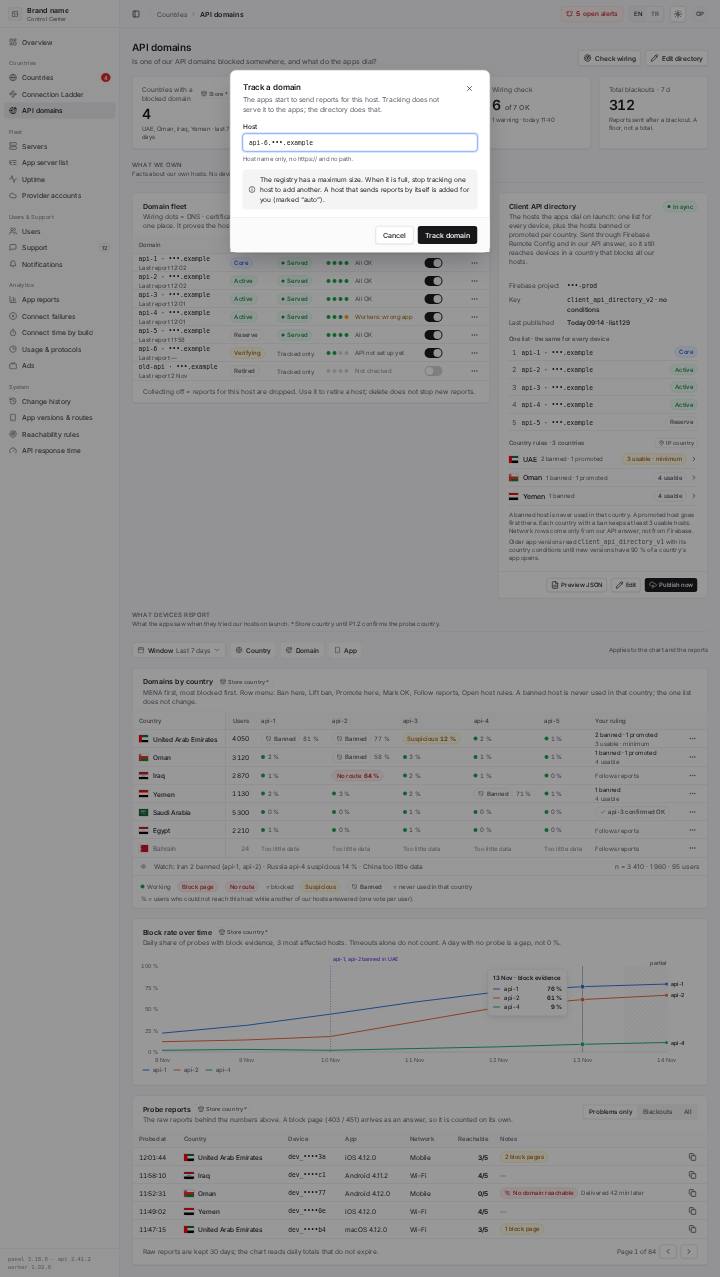 Brand name
Control Center
Countries › API domains
5 open alerts
EN TR
OP
Overview
Countries
Countries 4
Connection Ladder
API domains
Fleet
Servers
App server list
Uptime
Provider accounts
Users & Support
Users
Support 12
Notifications
Analytics
App reports
Connect failures
Connect time by build
Usage & protocols
Ads
System
Change history
App versions & routes
Reachability rules
API response time
API domains
Is one of our API domains blocked somewhere, and what do the apps dial?
Check wiring
Edit directory
Countries with a blocked domain
4
UAE, Oman, Iraq, Yemen · last 7 days
Wiring check
6 of 7 OK
1 warning · today 11:40
Total blackouts · 7 d
312
Reports sent after a blackout. A floor, not a total.
Track a domain
The apps start to send reports for this host. Tracking does not serve it to the apps; the directory does that.
Host
api-6.•••.example
Host name only, no https:// and no path.
The registry has a maximum size. When it is full, stop tracking one host to add another. A host that sends reports by itself is added for you (marked "auto").
Cancel
Track domain
WHAT WE OWN
Domain fleet
Domain
api-1 · •••.example Core Served All OK
Last report 12:02
api-2 · •••.example Active Served All OK
Last report 12:02
api-3 · •••.example Active Served All OK
Last report 12:01
api-4 · •••.example Active Served Workers: wrong app
Last report 12:01
api-5 · •••.example Reserve Served All OK
Last report 11:58
api-6 · •••.example Verifying Tracked only API not set up yet
Last report —
old-api · •••.example Retired Tracked only Not checked
Last report 2 Nov
Collecting off = reports for this host are dropped. Use it to retire a host; delete does not stop new reports.
Client API directory
In sync
The hosts the apps dial on launch: one list for every device, plus the hosts banned or promoted per country. Sent through Firebase Remote Config and in our API answer, so it still reaches devices in a country that blocks all our hosts.
Firebase project •••-prod
Key client_api_directory_v2 · no conditions
Last published Today 09:14 · list 129
One list · the same for every device
1 api-1 · •••.example Core
2 api-2 · •••.example Active
3 api-3 · •••.example Active
4 api-4 · •••.example Active
5 api-5 · •••.example Reserve
Country rules · 3 countries
IP country
UAE 2 banned · 1 promoted 3 usable · minimum
Oman 1 banned · 1 promoted 4 usable
Yemen 1 banned 4 usable
A banned host is never used in that country. A promoted host goes first there. Each country with a ban keeps at least 3 usable hosts. Network rows come only from our API answer, not from Firebase.
Older app versions read client_api_directory_v1 with its country conditions until new versions have 90 % of a country's app opens.
Preview JSON
Edit
Publish now
WHAT DEVICES REPORT
What the apps saw when they tried our hosts on launch. * Store country until P1.2 confirms the probe country.
Window Last 7 days
Country
Domain
App
Applies to the chart and the reports
Domains by country Store country*
MENA first, most blocked first. Row menu: Ban here, Lift ban, Promote here, Mark OK, Follow reports, Open host rules. A banned host is never used in that country; the one list does not change.
Country Users api-1 api-2 api-3 api-4 api-5 Your ruling
United Arab Emirates 4 050 Banned 81 % Banned 77 % Suspicious 12 % 2 % 1 % 2 banned · 1 promoted
3 usable · minimum
Oman 3 120 2 % Banned 58 % 3 % 1 % 1 % 1 banned · 1 promoted
4 usable
Iraq 2 870 1 % No route 64 % 2 % 1 % 0 % Follows reports
Yemen 1 130 2 % 3 % 2 % Banned 71 % 1 % 1 banned
4 usable
Saudi Arabia 5 300 0 % 0 % 1 % 0 % 0 % api-3 confirmed OK
Egypt 2 210 1 % 0 % 1 % 0 % 0 % Follows reports
Bahrain 24 Too little data Too little data Too little data Too little data Too little data Follows reports
Watch: Iran 2 banned (api-1, api-2) · Russia api-4 suspicious 14 % · China too little data
n = 3 410 · 1 960 · 95 users
Working Block page No route = blocked Suspicious Banned = never used in that country
% = users who could not reach this host while another of our hosts answered (one vote per user).
Block rate over time Store country*
Daily share of probes with block evidence, 3 most affected hosts. Timeouts alone do not count. A day with no probe is a gap, not 0 %.
100 %
75 %
50 %
25 %
0 %
api-1, api-2 banned in UAE
partial
13 Nov · block evidence
api-1 76 %
api-2 61 %
api-4 9 %
api-1
api-2
api-4
8 Nov 9 Nov 10 Nov 11 Nov 12 Nov 13 Nov 14 Nov
api-1 api-2 api-4
Probe reports Store country*
The raw reports behind the numbers above. A block page (403 / 451) arrives as an answer, so it is counted on its own.
Problems only Blackouts All
Probed at Country Device App Network Reachable Notes
12:01:44 United Arab Emirates dev_••••3a iOS 4.12.0 Mobile 3/5 2 block pages
11:58:10 Iraq dev_••••c1 Android 4.11.2 Wi-Fi 4/5 —
11:52:31 Oman dev_••••77 Android 4.12.0 Mobile 0/5 No domain reachable Delivered 42 min later
11:49:02 Yemen dev_••••0e iOS 4.12.0 Wi-Fi 4/5 —
11:47:15 United Arab Emirates dev_••••b4 macOS 4.12.0 Wi-Fi 3/5 1 block page
Raw reports are kept 30 days; the chart reads daily totals that do not expire.
Page 1 of 84